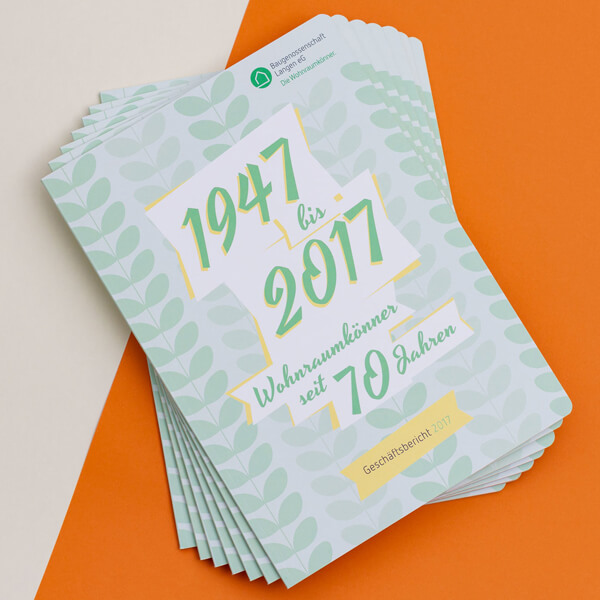 Baugenossenschaft
Langen eG
Die Wohnraumkönner.
1947
bis
2017
Wohnraumkönner
seit 70 Jahren
Geschäftsbericht 2017